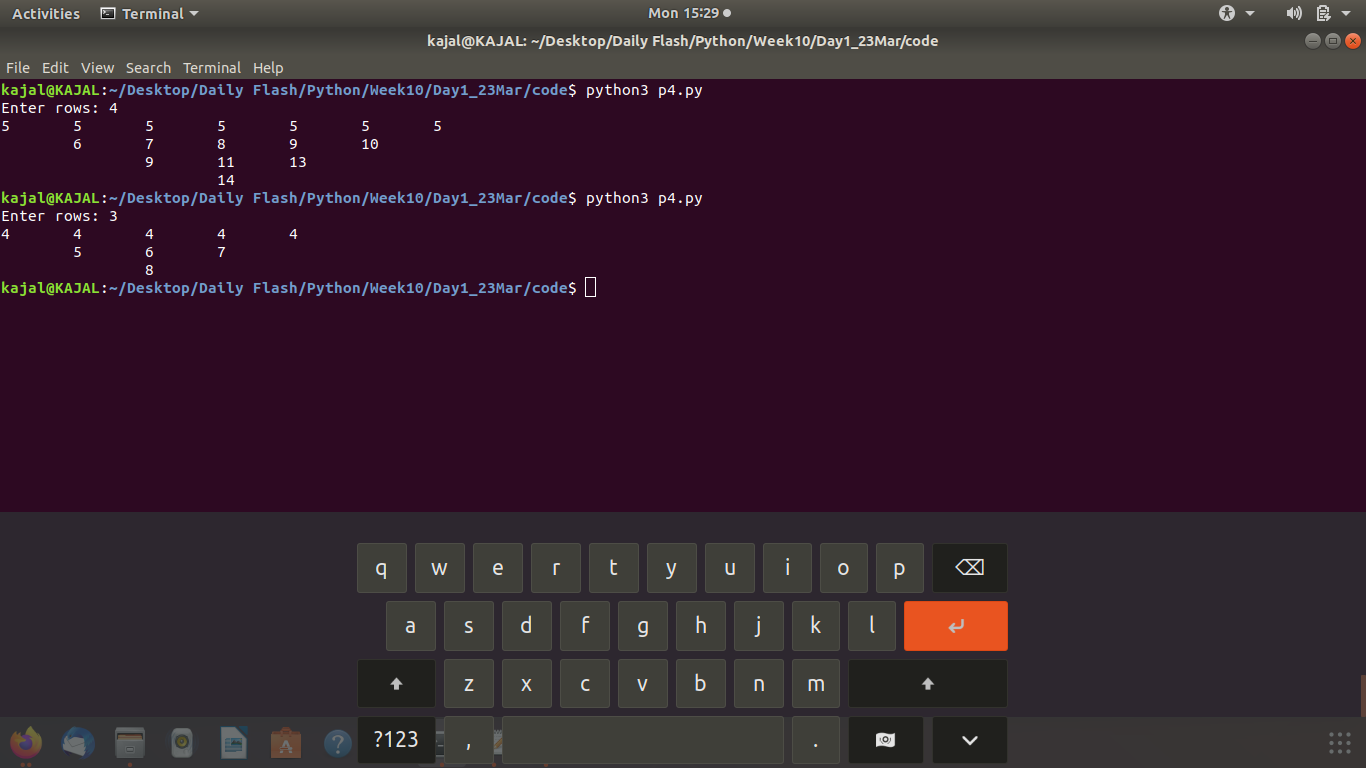 Activities Terminal Mon 15:29
kajal@KAJAL: ~/Desktop/Daily Flash/Python/Week10/Day1_23Mar/code
File Edit View Search Terminal Help
kajal@KAJAL:~/Desktop/Daily Flash/Python/Week10/Day1_23Mar/code$ python3 p4.py
Enter rows: 4
5 5 5 5 5 5 5
6 7 8 9 10
9 11 13
14
kajal@KAJAL:~/Desktop/Daily Flash/Python/Week10/Day1_23Mar/code$ python3 p4.py
Enter rows: 3
4 4 4 4 4
5 6 7
8
kajal@KAJAL:~/Desktop/Daily Flash/Python/Week10/Day1_23Mar/code$
q w e r t y u i o p
a s d f g h j k l
z x c v b n m
?123 , .